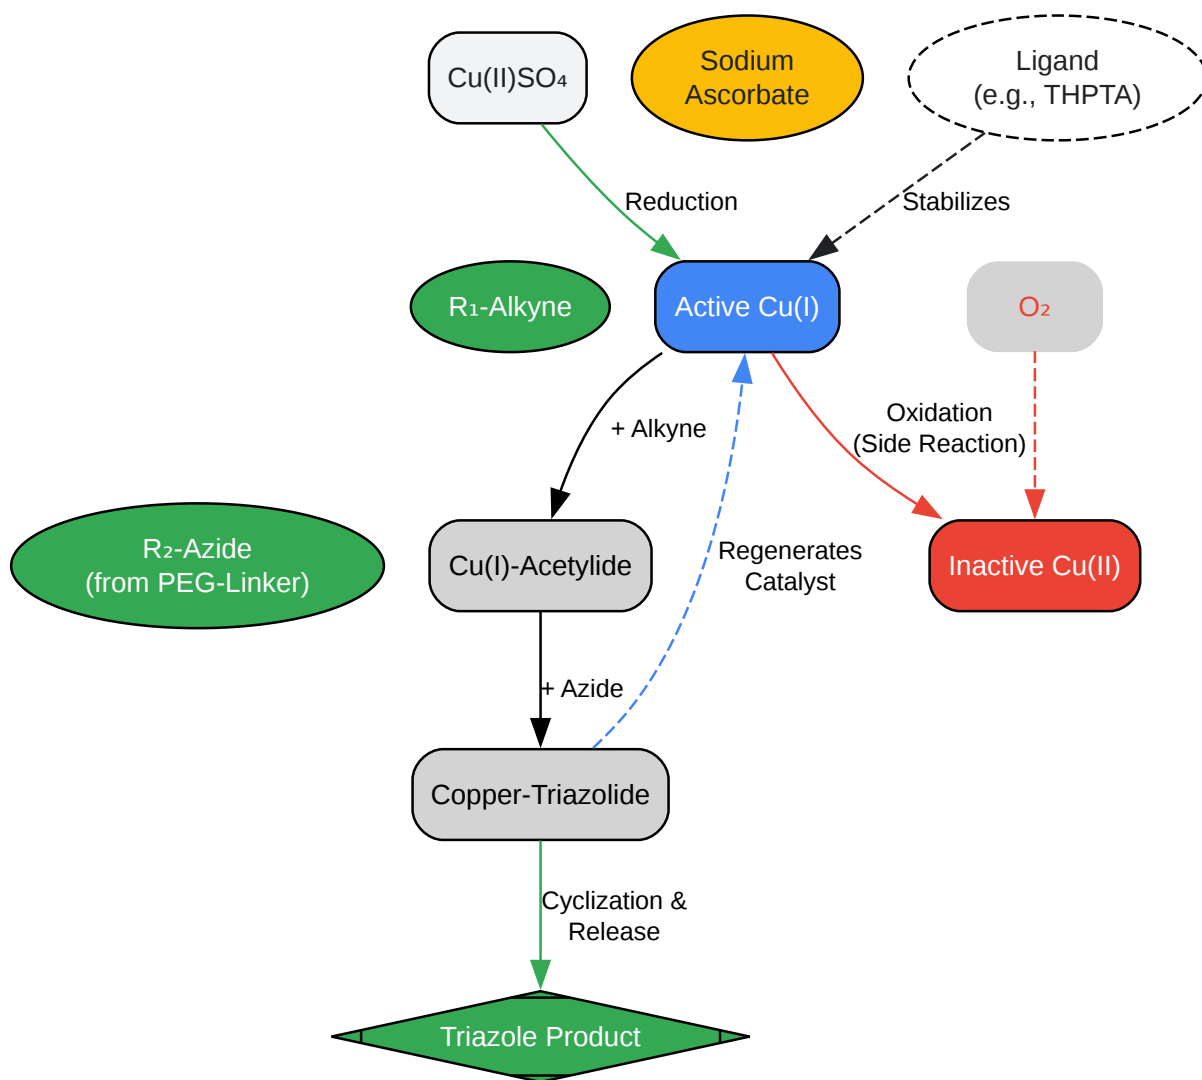 Cu(II)SO₄
Sodium
Ascorbate
Ligand
(e.g., THPTA)
Reduction
Stabilizes
R₁-Alkyne
Active Cu(I)
O₂
+ Alkyne
Oxidation
(Side Reaction)
R₂-Azide
(from PEG-Linker)
Cu(I)-Acetylide
Regenerates
Catalyst
Inactive Cu(II)
+ Azide
Copper-Triazolide
Cyclization &
Release
Triazole Product